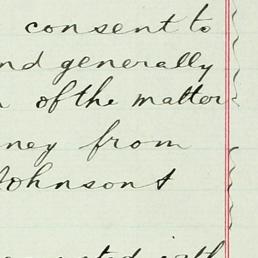 consent to
nd generally
of the matter
ney from
Johnson &